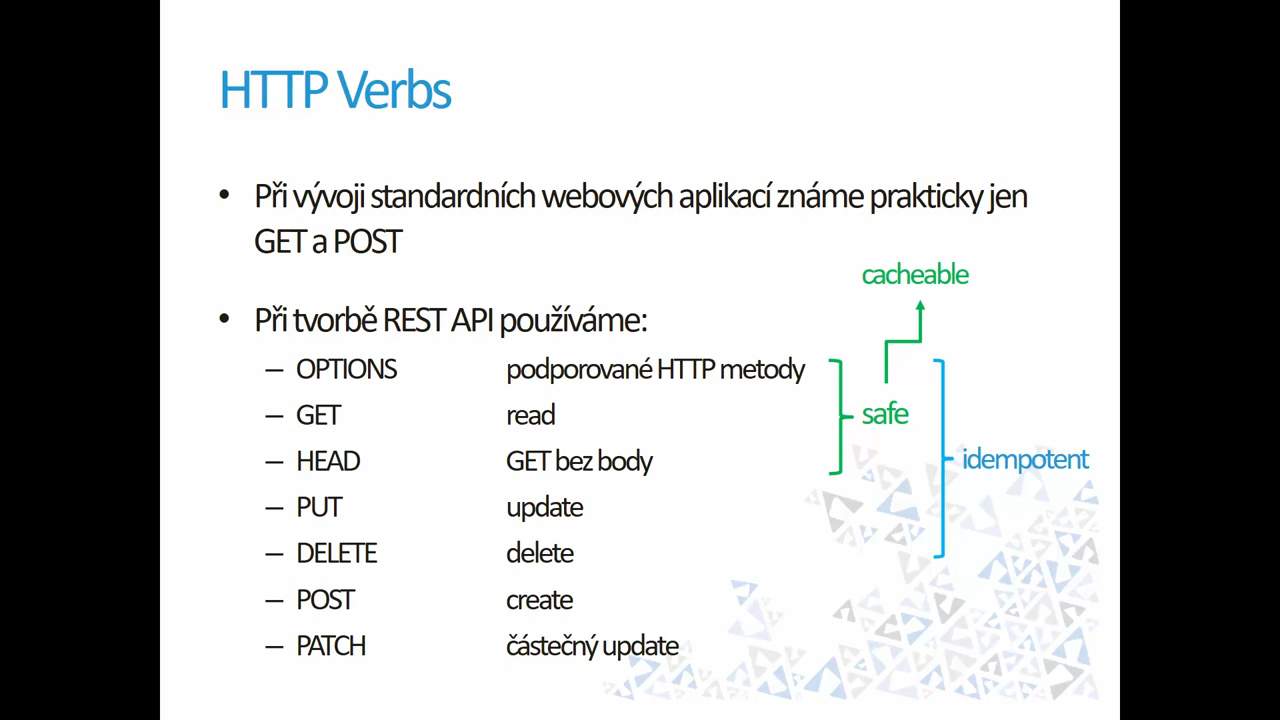 HTTP Verbs
• Při vývoji standardních webových aplikací známe prakticky jen
GET a POST
cacheable
• Při tvorbě REST API používáme:
– OPTIONS podporované HTTP metody
– GET read safe
– HEAD GET bez body idempotent
– PUT update
– DELETE delete
– POST create
– PATCH částečný update